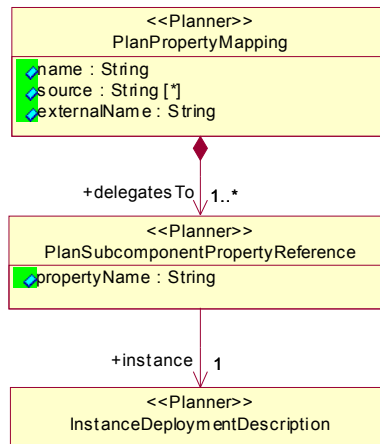 <<Planner>>
PlanPropertyMapping
name : String
source : String [*]
externalName : String
+delegatesTo 1..*
<<Planner>>
PlanSubcomponentPropertyReference
propertyName : String
+instance 1
<<Planner>>
InstanceDeploymentDescription